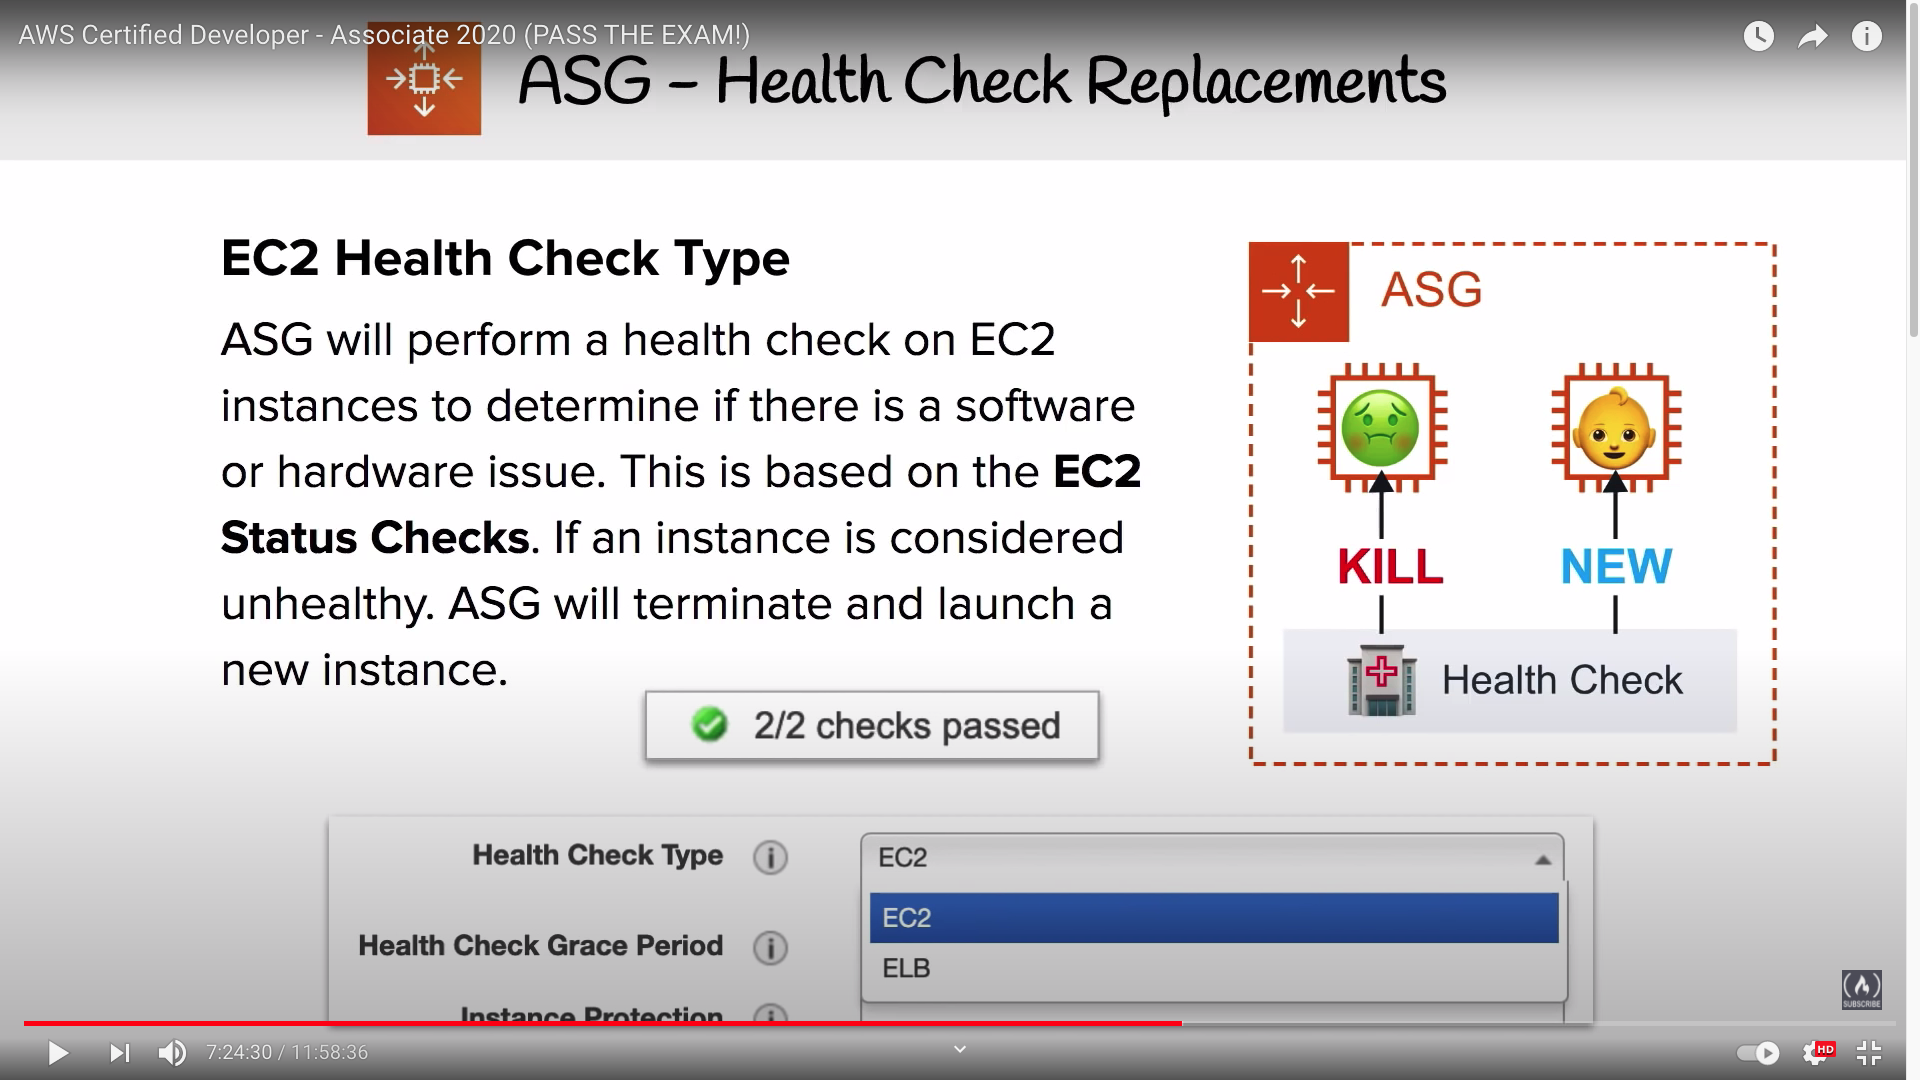 AWS Certified Developer - Associate 2020 (PASS THE EXAM!)
ASG – Health Check Replacements
EC2 Health Check Type
ASG will perform a health check on EC2
instances to determine if there is a software
or hardware issue. This is based on the EC2
Status Checks. If an instance is considered
unhealthy. ASG will terminate and launch a
new instance.
2/2 checks passed
ASG
KILL
NEW
Health Check
Health Check Type
EC2
EC2
Health Check Grace Period
ELB
Instance Protection
SUBSCRIBE
7:24:30 / 11:58:36
HD